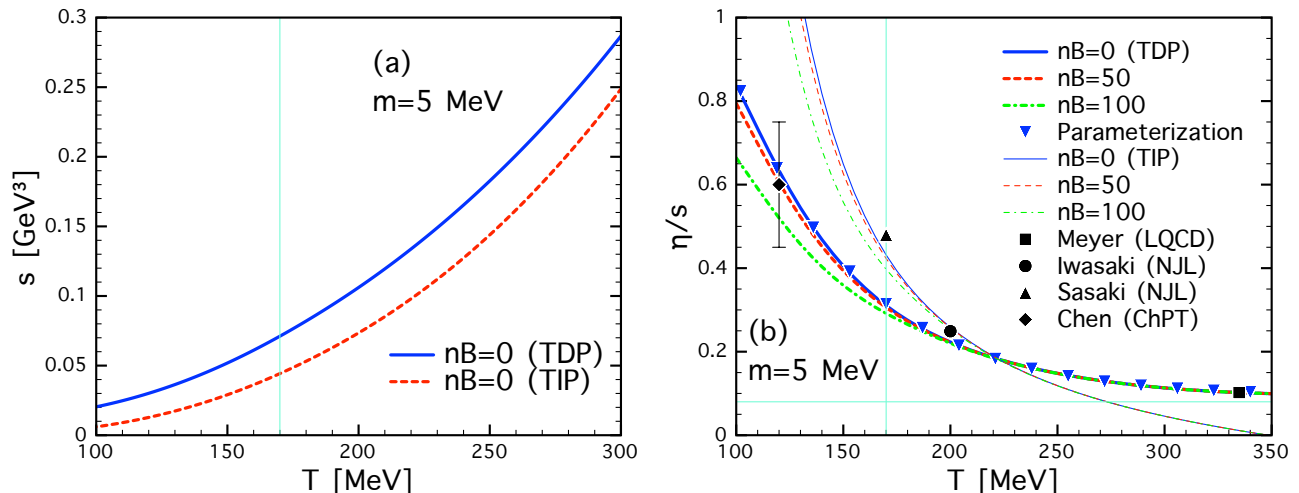 0.3
0.25
0.2
0.15
0.1
0.05
0
s [GeV³]
(a)
m=5 MeV
nB=0 (TDP)
nB=0 (TIP)
100
150
200
250
300
T [MeV]
1
0.8
0.6
0.4
0.2
0
η/s
nB=0 (TDP)
nB=50
nB=100
Parameterization
nB=0 (TIP)
nB=50
nB=100
Meyer (LQCD)
Iwasaki (NJL)
Sasaki (NJL)
Chen (ChPT)
(b)
m=5 MeV
100
150
200
250
300
350
T [MeV]